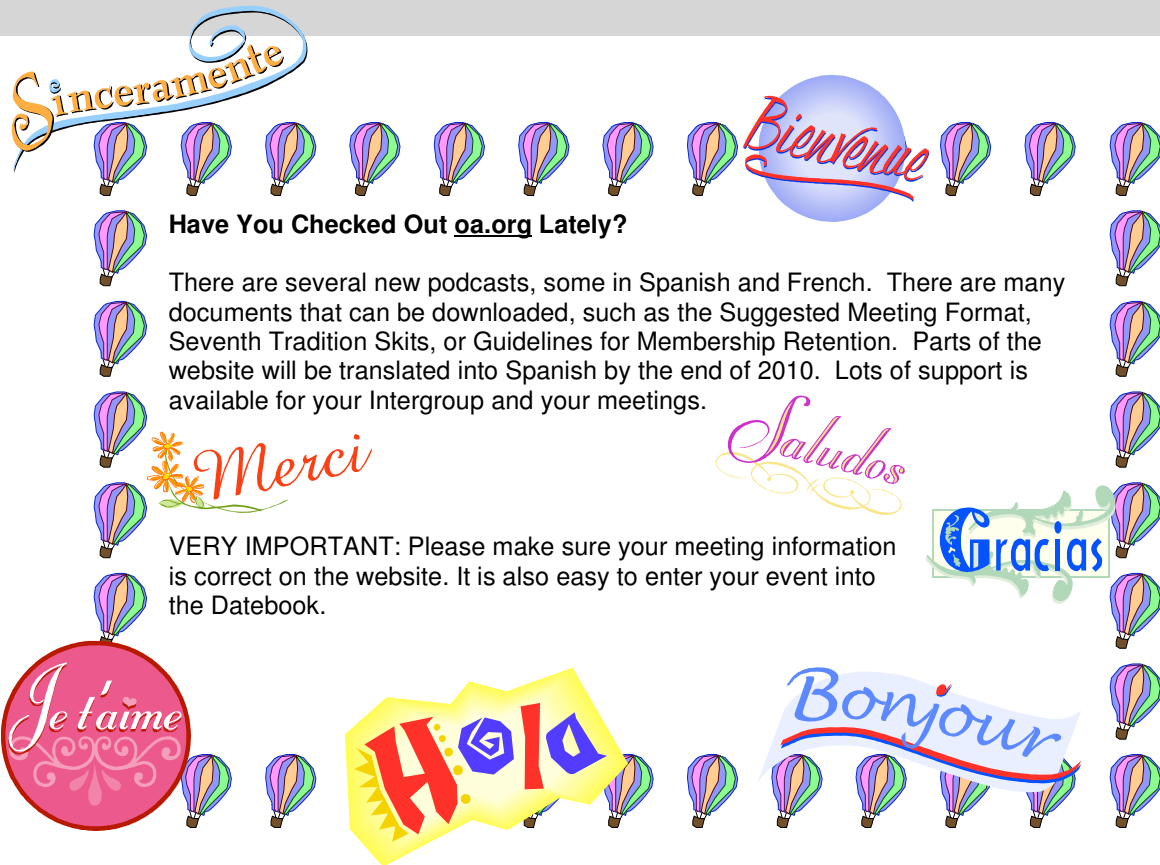 Sinceramente
Bienvenue
Have You Checked Out oa.org Lately?
There are several new podcasts, some in Spanish and French.  There are many
documents that can be downloaded, such as the Suggested Meeting Format,
Seventh Tradition Skits, or Guidelines for Membership Retention.  Parts of the
website will be translated into Spanish by the end of 2010.  Lots of support is
available for your Intergroup and your meetings.
Merci
Saludos
Gracias
VERY IMPORTANT: Please make sure your meeting information
is correct on the website. It is also easy to enter your event into
the Datebook.
Je t'aime
Hola
Bonjour